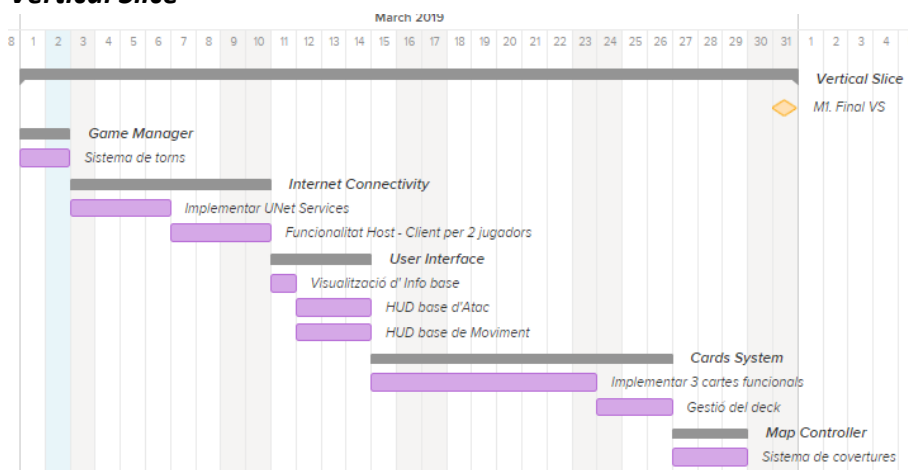 Vertical Slice
March 2019
8 1 2 3 4 5 6 7 8 9 10 11 12 13 14 15 16 17 18 19 20 21 22 23 24 25 26 27 28 29 30 31 1 2 3 4
Vertical Slice
M1. Final VS
Game Manager
Sistema de torns
Internet Connectivity
Implementar UNet Services
Funcionalitat Host - Client per 2 jugadors
User Interface
Visualització d' Info base
HUD base d'Atac
HUD base de Moviment
Cards System
Implementar 3 cartes funcionals
Gestió del deck
Map Controller
Sistema de covertures